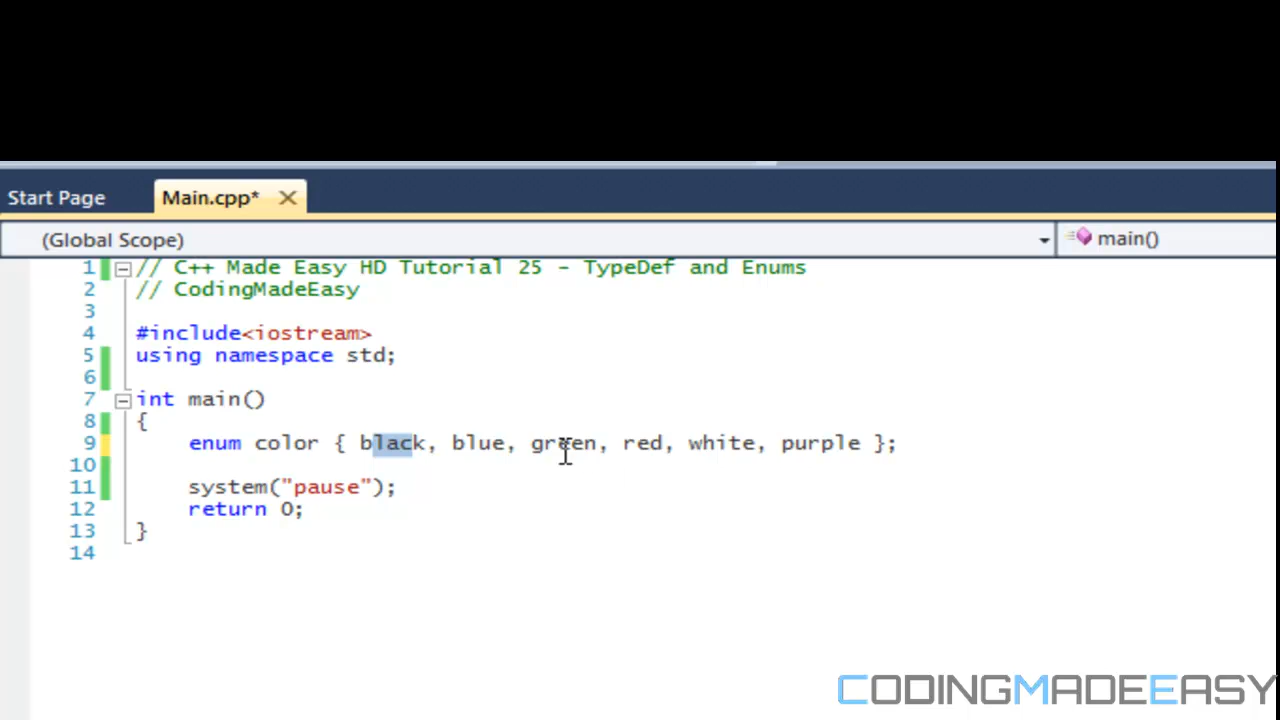 Start Page
Main.cpp*
(Global Scope)
main()
1 // C++ Made Easy HD Tutorial 25 - TypeDef and Enums
2 // CodingMadeEasy
3
4 #include<iostream>
5 using namespace std;
6
7 int main()
8 {
9 enum color { black, blue, green, red, white, purple };
10
11 system("pause");
12 return 0;
13 }
14
CODINGMADEEASY